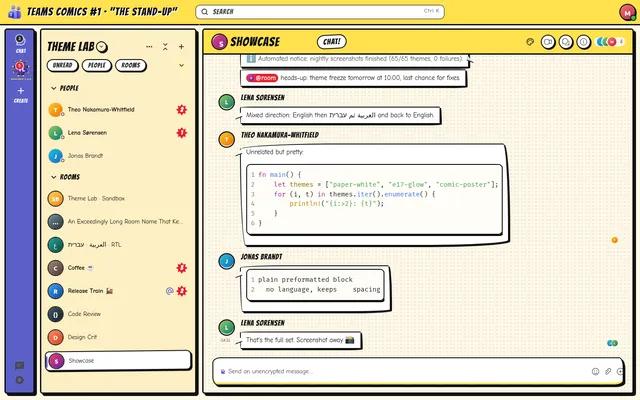 TEAMS COMICS #1 · "THE STAND-UP"
SEARCH
Ctrl K
M
CHAT
CREATE
THEME LAB
UNREAD
PEOPLE
ROOMS
PEOPLE
T
Theo Nakamura-Whitfield
L
Lena Sørensen
J
Jonas Brandt
ROOMS
Theme Lab · Sandbox
An Exceedingly Long Room Name That Ke...
العربية · עברית · RTL
C
Coffee ☕
R
Release Train 🚂
@
{}
Code Review
D
Design Crit
S
Showcase
S
SHOWCASE
CHAT!
8
Automated notice: nightly screenshots finished (65/65 themes, 0 failures).
@room heads-up: theme freeze tomorrow at 10:00, last chance for fixes.
L
LENA SØRENSEN
Mixed direction: English then العربية ثم עברית and back to English.
T
THEO NAKAMURA-WHITFIELD
Unrelated but pretty:
1 fn main() {
2 let themes = ["paper-white", "e17-glow", "comic-poster"];
3 for (i, t) in themes.iter().enumerate() {
4 println!("{i:>2}: {t}");
5 }
6 }
J
JONAS BRANDT
1 plain preformatted block
2 no language, keeps    spacing
L
LENA SØRENSEN
That's the full set. Screenshot away 📸
Send an unencrypted message...